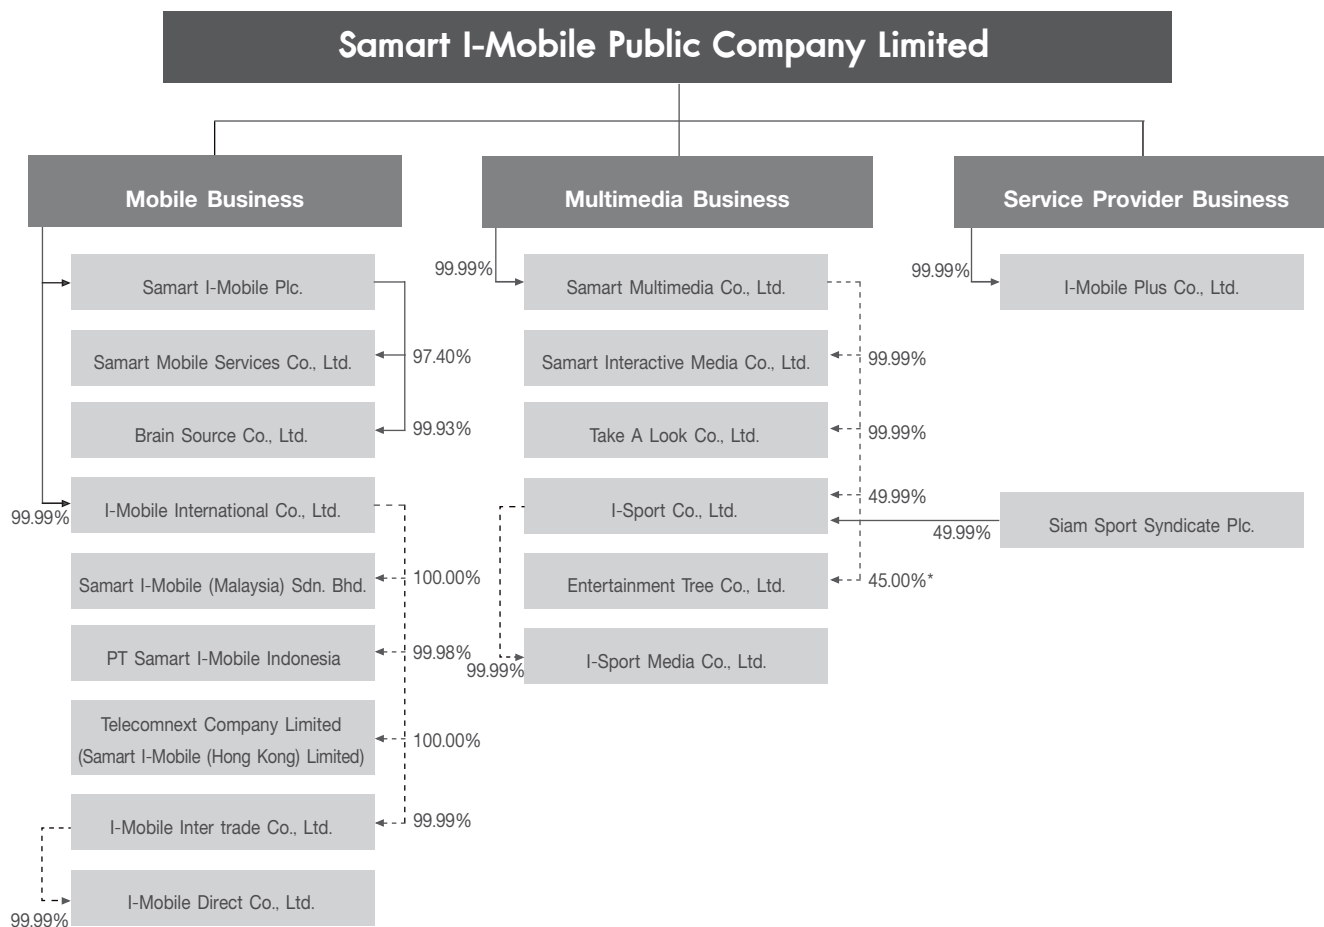 Samart I-Mobile Public Company Limited
Mobile Business
99.99%
Samart I-Mobile Plc.
Samart Mobile Services Co., Ltd.
97.40%
Brain Source Co., Ltd.
99.93%
I-Mobile International Co., Ltd.
Samart I-Mobile (Malaysia) Sdn. Bhd.
100.00%
PT Samart I-Mobile Indonesia
99.98%
Telecomnext Company Limited
(Samart I-Mobile (Hong Kong) Limited)
100.00%
I-Mobile Inter trade Co., Ltd.
99.99%
I-Mobile Direct Co., Ltd.
99.99%
Multimedia Business
99.99%
Samart Multimedia Co., Ltd.
Samart Interactive Media Co., Ltd.
99.99%
Take A Look Co., Ltd.
99.99%
I-Sport Co., Ltd.
49.99%
49.99%
Siam Sport Syndicate Plc.
Entertainment Tree Co., Ltd.
45.00%*
I-Sport Media Co., Ltd.
99.99%
Service Provider Business
99.99%
I-Mobile Plus Co., Ltd.